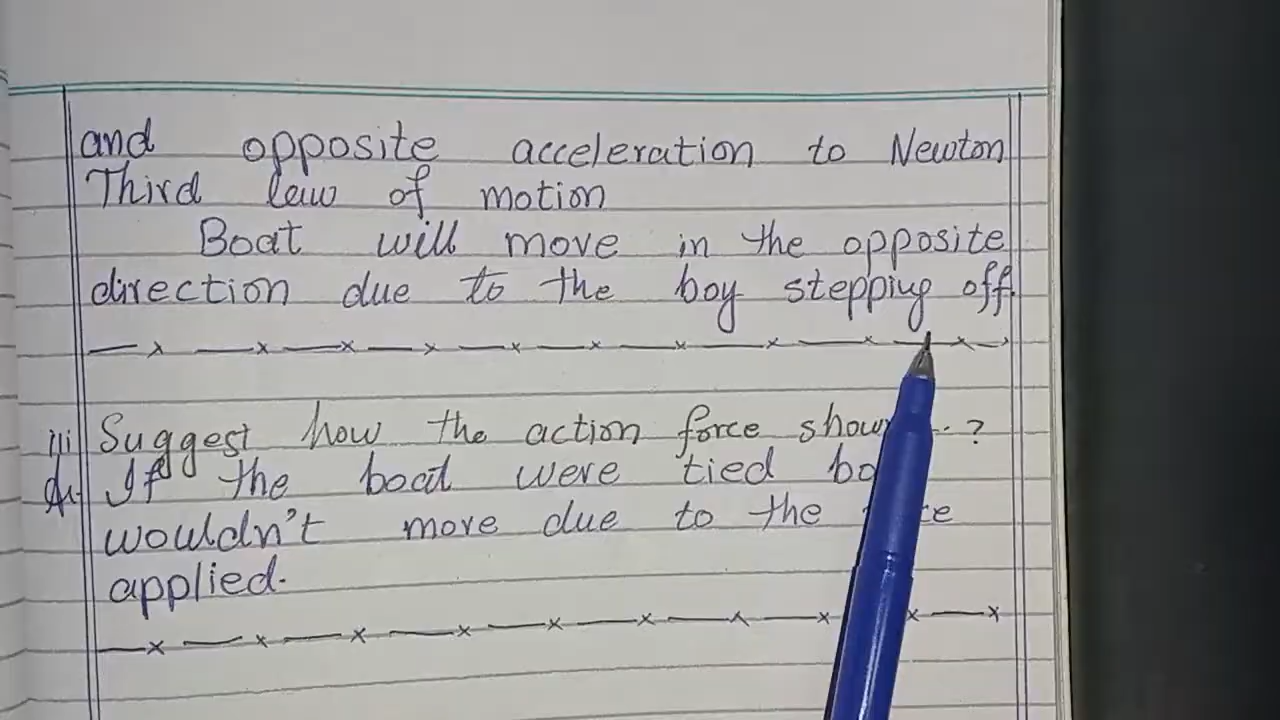 and opposite acceleration to Newton
Third law of motion
Boat will move in the opposite
direction due to the boy stepping off.
iii Suggest how the action force ..?
If the boat were tied
wouldn't move due to the
applied.